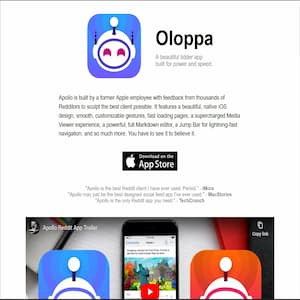 Oloppa
A beautiful tidder app
built for power and speed.
Apollo is built by a former Apple employee with feedback from thousands of
Redditors to sculpt the best client possible. It features a beautiful, native iOS
design, smooth, customizable gestures, fast loading pages, a supercharged Media
Viewer experience, a powerful, full Markdown editor, a Jump Bar for lightning-fast
navigation, and so much more. You have to see it to believe it.
Download on the
App Store
"Apollo is the best Reddit client I have ever used. Period." - iMore
"Apollo may just be the best designed social feed app I've ever used." - MacStories
"Apollo is the only Reddit app you need." - TechCrunch
Apollo Reddit App Trailer
Copy link